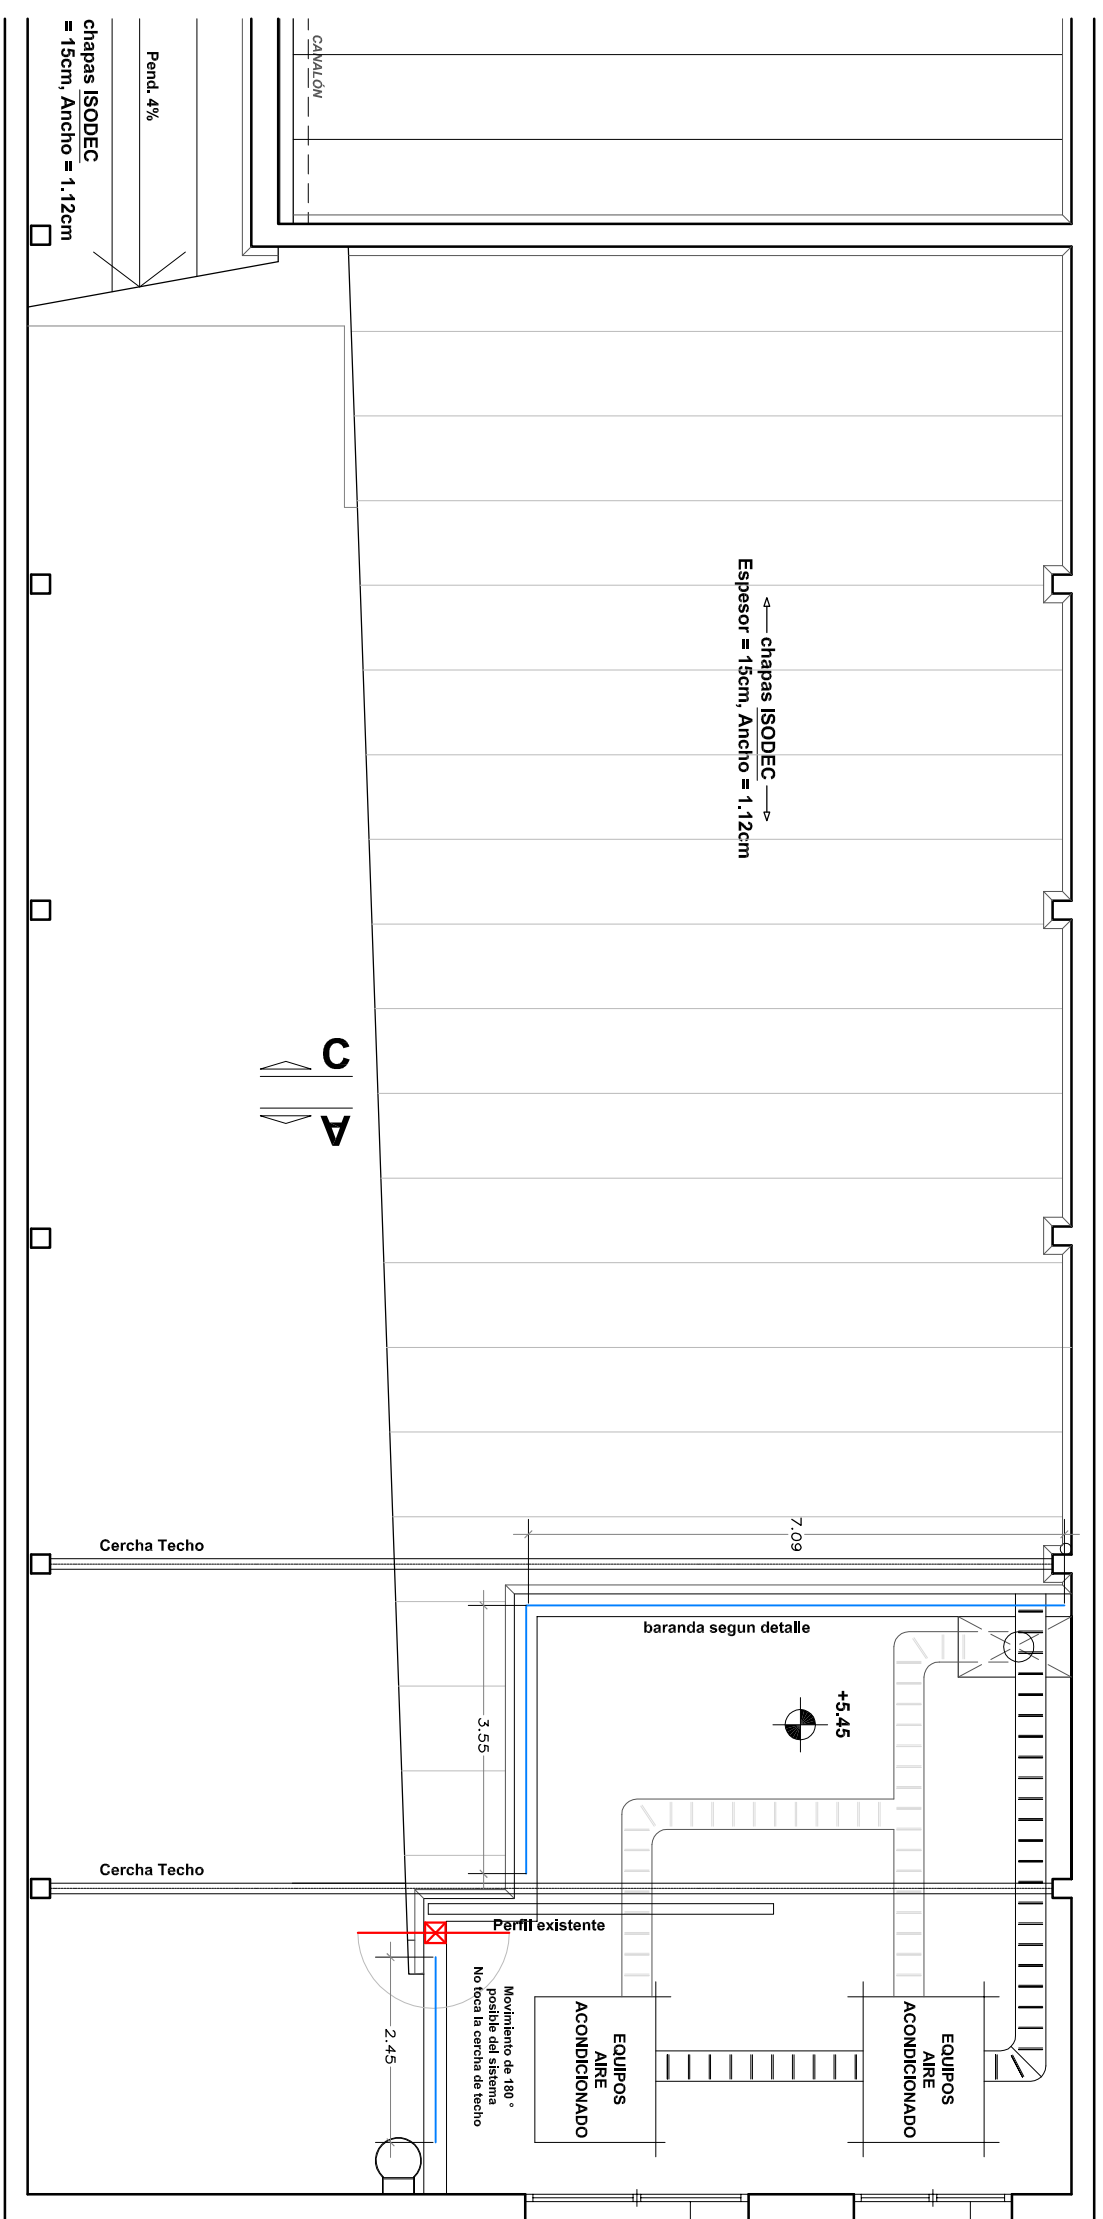 CANALÓN
Pend. 4%
chapas ISODEC
= 15cm, Ancho = 1.12cm
chapas ISODEC
Espesor = 15cm, Ancho = 1.12cm
C
A
Cercha Techo
7.09
baranda segun detalle
+5.45
3.55
Cercha Techo
Perfil existente
Movimiento de 180 °
posible del sistema
No toca la cercha de techo
2.45
EQUIPOS
AIRE
ACONDICIONADO
EQUIPOS
AIRE
ACONDICIONADO